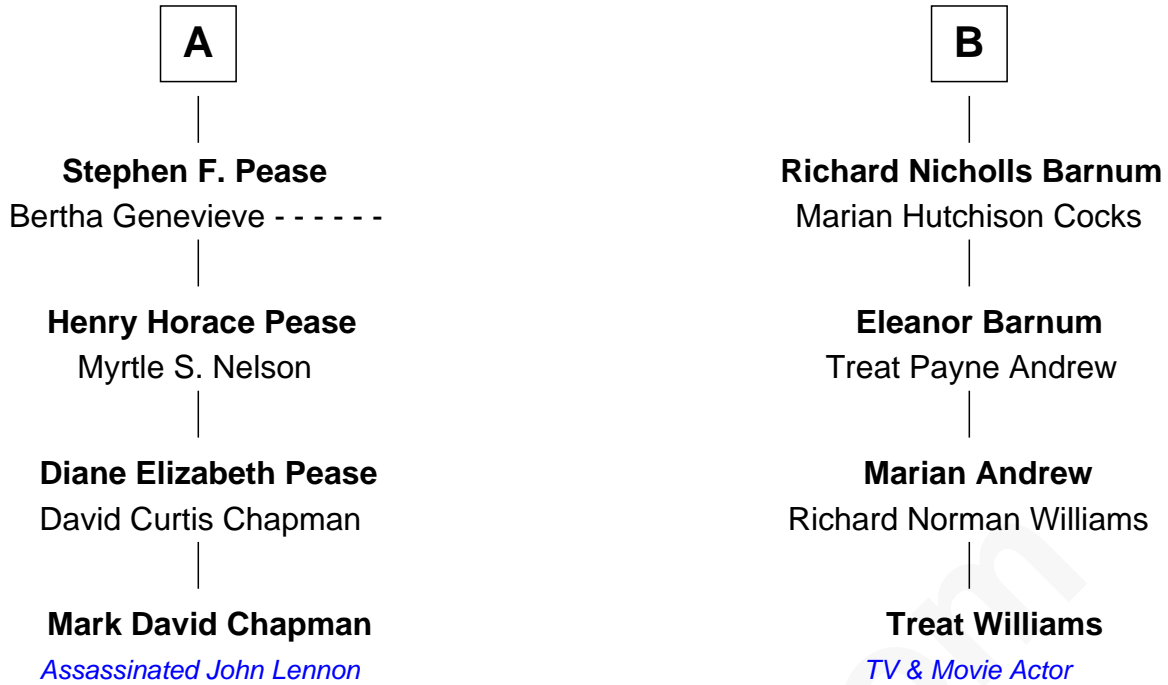 A
Stephen F. Pease
Bertha Genevieve - - - - - -
Henry Horace Pease
Myrtle S. Nelson
Diane Elizabeth Pease
David Curtis Chapman
Mark David Chapman
Assassinated John Lennon
B
Richard Nicholls Barnum
Marian Hutchison Cocks
Eleanor Barnum
Treat Payne Andrew
Marian Andrew
Richard Norman Williams
Treat Williams
TV & Movie Actor
om